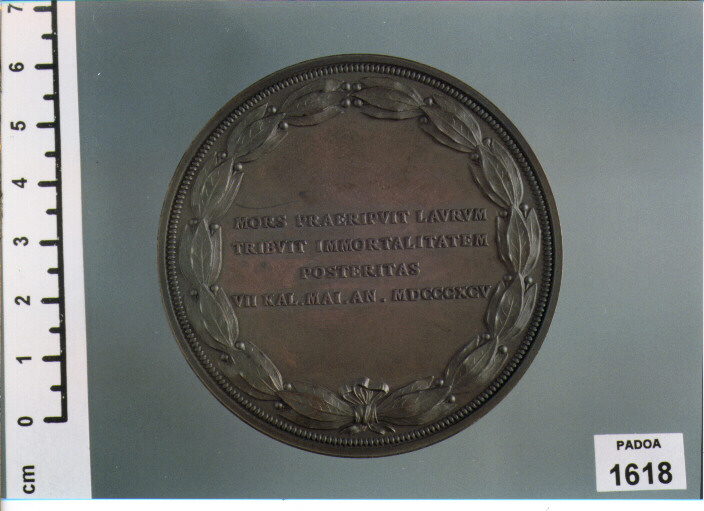 7
6
5
4
3
2
1
0
cm
MORS PRAERIPVIT LAVRVM
TRIBVIT IMMORTALITATEM
POSTERITAS
VII KAL. MAI. AN. MDCCCXCV
PADOA
1618